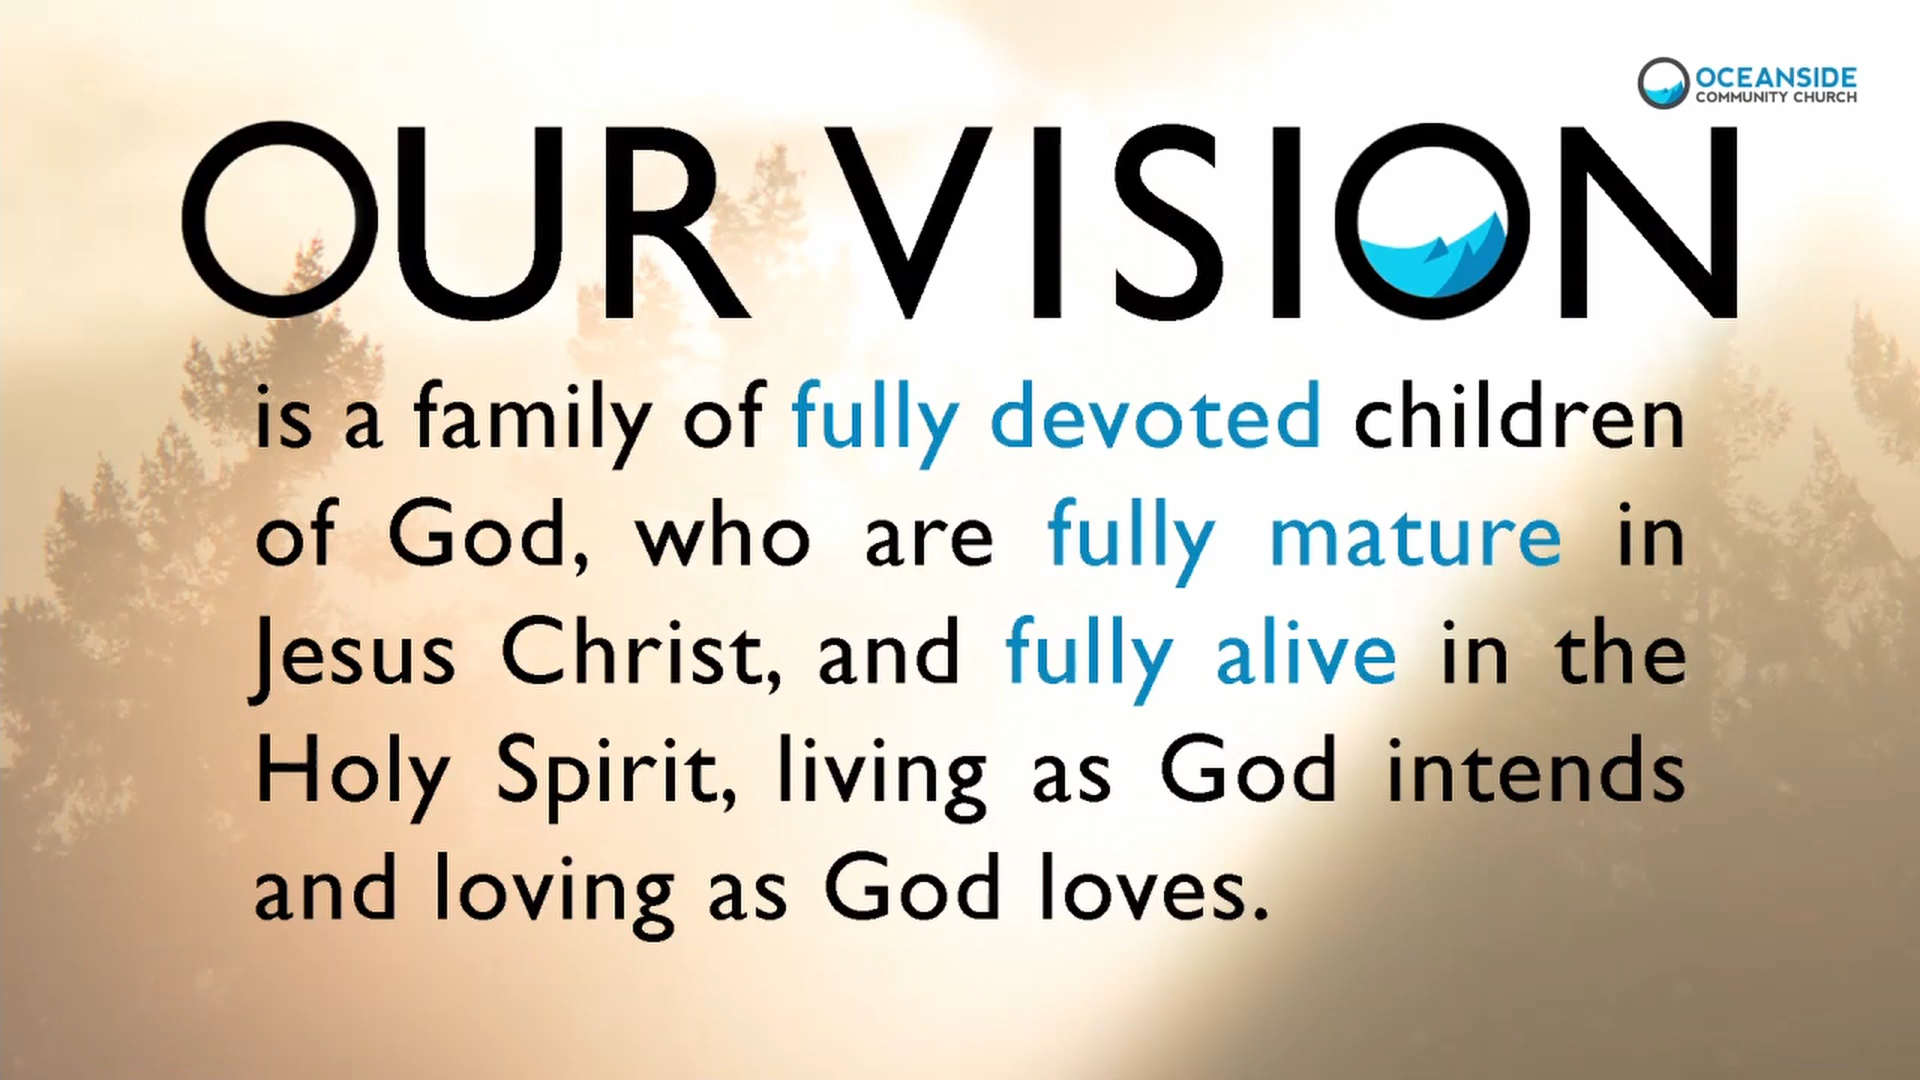 OCEANSIDE
COMMUNITY CHURCH
OUR VISION
is a family of fully devoted children
of God, who are fully mature in
Jesus Christ, and fully alive in the
Holy Spirit, living as God intends
and loving as God loves.